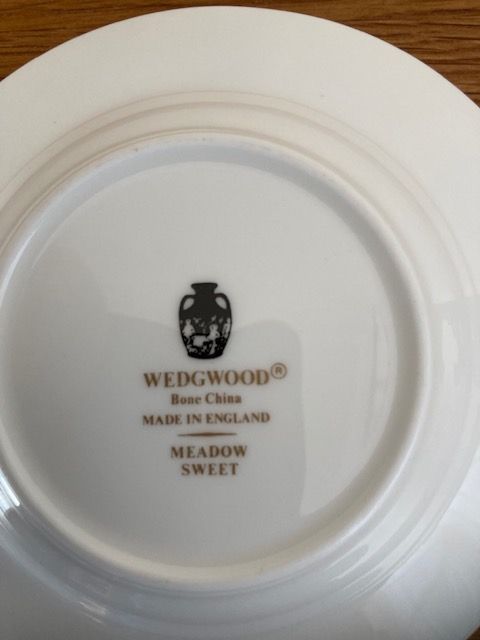 WEDGWOOD®
Bone China
MADE IN ENGLAND
MEADOW
SWEET